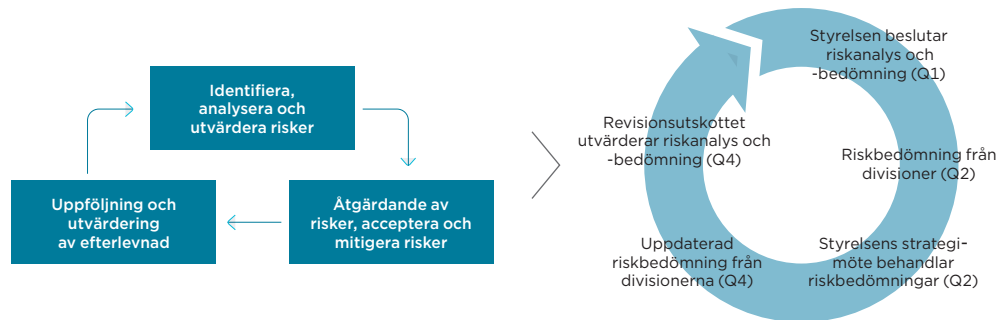 Identifiera,
analysera och
utvärdera risker
Åtgärdande av
risker, acceptera och
mitigera risker
Uppföljning och
utvärdering
av efterlevnad
Styrelsen beslutar
riskanalys och
-bedömning (Q1)
Riskbedömning från
divisioner (Q2)
Styrelsens strategi-
möte behandlar
riskbedömningar (Q2)
Uppdaterad
riskbedömning från
divisionerna (Q4)
Revisionsutskottet
utvärderar riskanalys och
-bedömning (Q4)